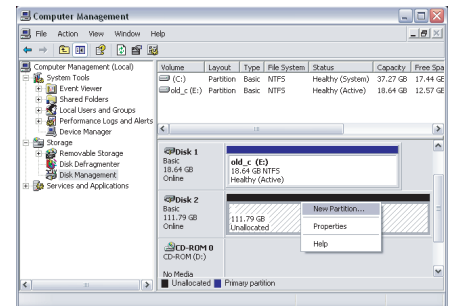 Computer Management
File Action View Window Help
Computer Management (Local)
System Tools
Event Viewer
Shared Folders
Local Users and Groups
Performance Logs and Alerts
Device Manager
Storage
Removable Storage
Disk Defragmenter
Disk Management
Services and Applications
Volume Layout Type File System Status Capacity Free Spa
(C:) Partition Basic NTFS Healthy (System) 37.27 GB 17.44 GE
old_c (E:) Partition Basic NTFS Healthy (Active) 18.64 GB 12.57 GE
Disk 1
Basic
18.64 GB
Online
old_c (E:)
18.64 GB NTFS
Healthy (Active)
Disk 2
Basic
111.79 GB
Online
111.79 GB
Unallocated
New Partition...
Properties
Help
CD-ROM 0
CD-ROM (D:)
No Media
Unallocated Primary partition